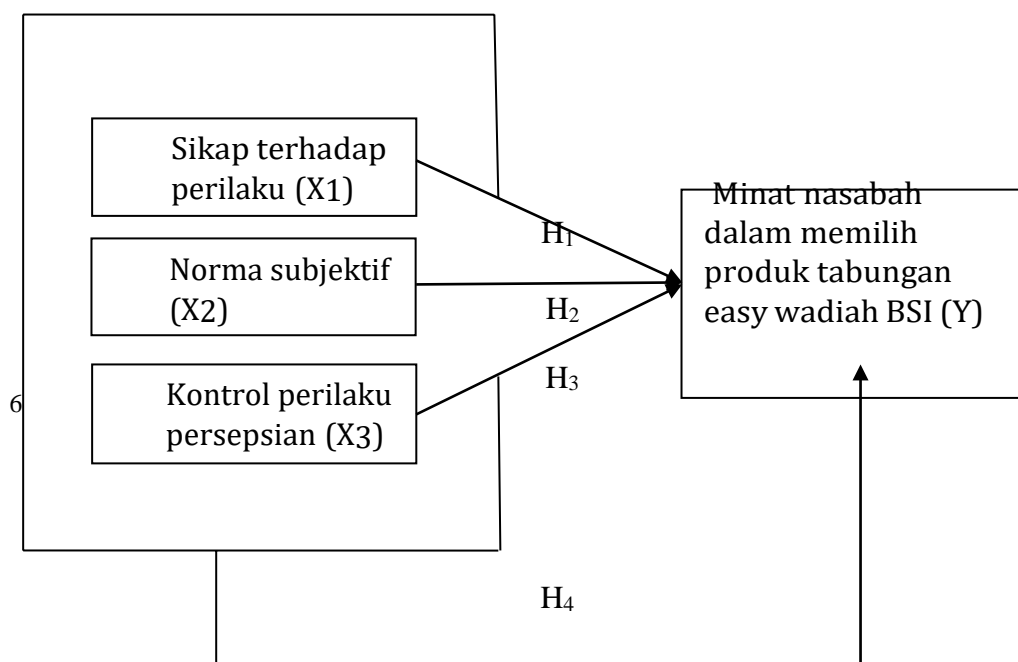 Sikap terhadap
perilaku (X1)
H1
Norma subjektif
(X2)
H2
Kontrol perilaku
persepsian (X3)
H3
6
Minat nasabah
dalam memilih
produk tabungan
easy wadiah BSI (Y)
H4